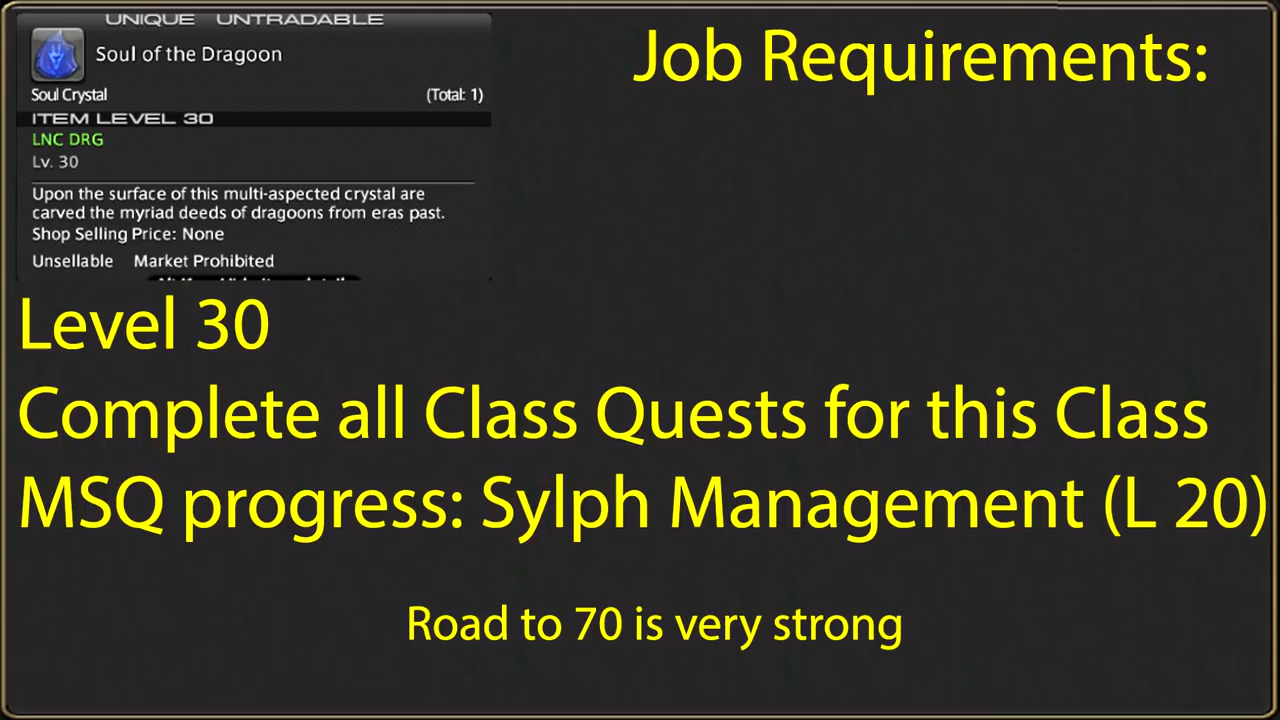 UNIQUE UNTRADABLE
Soul of the Dragoon
Soul Crystal (Total: 1)
ITEM LEVEL 30
LNC DRG
Lv. 30
Upon the surface of this multi-aspected crystal are
carved the myriad deeds of dragoons from eras past.
Shop Selling Price: None
Unsellable Market Prohibited
Job Requirements:
Level 30
Complete all Class Quests for this Class
MSQ progress: Sylph Management (L 20)
Road to 70 is very strong